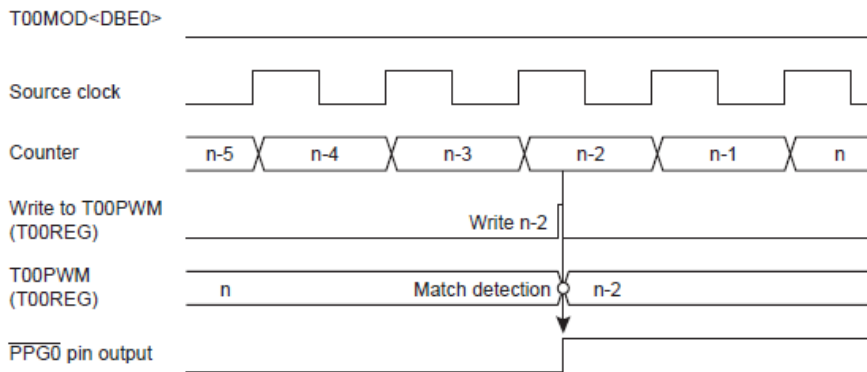 T00MOD<DBE0>
Source clock
Counter
n-5 n-4 n-3 n-2 n-1 n
Write to T00PWM
(T00REG)
Write n-2
T00PWM
(T00REG)
n Match detection n-2
PPG0 pin output